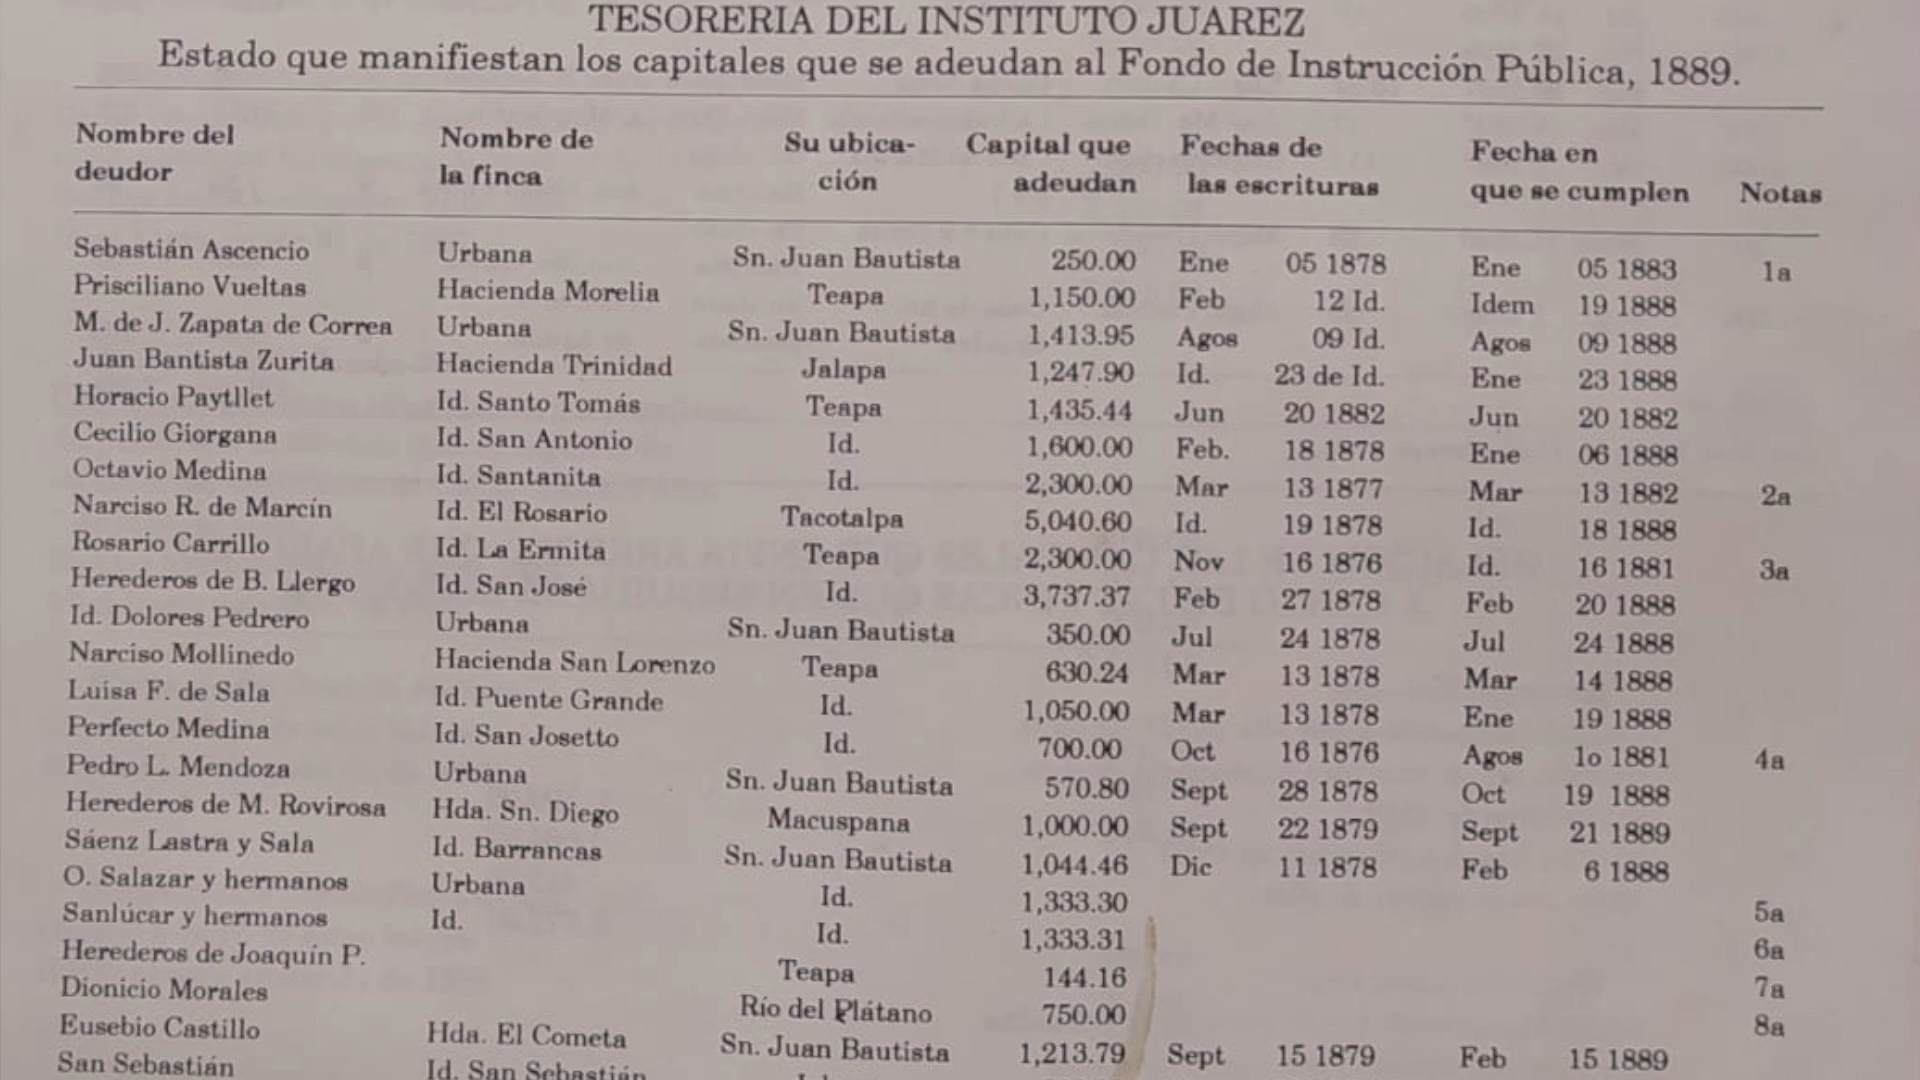 TESORERIA DEL INSTITUTO JUAREZ
Estado que manifiestan los capitales que se adeudan al Fondo de Instrucción Pública, 1889.
Nombre del deudor Nombre de la finca Su ubica-ción Capital que adeudan Fechas de las escrituras Fecha en que se cumplen Notas
Sebastián Ascencio Urbana Sn. Juan Bautista 250.00 Ene 05 1878 Ene 05 1883 1a
Prisciliano Vueltas Hacienda Morelia Teapa 1,150.00 Feb 12 Id. Idem 19 1888
M. de J. Zapata de Correa Urbana Sn. Juan Bautista 1,413.95 Agos 09 Id. Agos 09 1888
Juan Bantista Zurita Hacienda Trinidad Jalapa 1,247.90 Id. 23 de Id. Ene 23 1888
Horacio Paytllet Id. Santo Tomás Teapa 1,435.44 Jun 20 1882 Jun 20 1882
Cecilio Giorgana Id. San Antonio Id. 1,600.00 Feb. 18 1878 Ene 06 1888
Octavio Medina Id. Santanita Id. 2,300.00 Mar 13 1877 Mar 13 1882 2a
Narciso R. de Marcín Id. El Rosario Tacotalpa 5,040.60 Id. 19 1878 Id. 18 1888
Rosario Carrillo Id. La Ermita Teapa 2,300.00 Nov 16 1876 Id. 16 1881 3a
Herederos de B. Llergo Id. San José Id. 3,737.37 Feb 27 1878 Feb 20 1888
Id. Dolores Pedrero Urbana Sn. Juan Bautista 350.00 Jul 24 1878 Jul 24 1888
Narciso Mollinedo Hacienda San Lorenzo Teapa 630.24 Mar 13 1878 Mar 14 1888
Luisa F. de Sala Id. Puente Grande Id. 1,050.00 Mar 13 1878 Ene 19 1888
Perfecto Medina Id. San Josetto Id. 700.00 Oct 16 1876 Agos 1o 1881 4a
Pedro L. Mendoza Urbana Sn. Juan Bautista 570.80 Sept 28 1878 Oct 19 1888
Herederos de M. Rovirosa Hda. Sn. Diego Macuspana 1,000.00 Sept 22 1879 Sept 21 1889
Sáenz Lastra y Sala Id. Barrancas Sn. Juan Bautista 1,044.46 Dic 11 1878 Feb 6 1888
O. Salazar y hermanos Urbana Id. 1,333.30 5a
Sanlúcar y hermanos Id. Id. 1,333.31 6a
Herederos de Joaquín P. Teapa 144.16 7a
Dionicio Morales Río del Plátano 750.00 8a
Eusebio Castillo Hda. El Cometa Sn. Juan Bautista 1,213.79 Sept 15 1879 Feb 15 1889
San Sebastián Id. San Sebastián